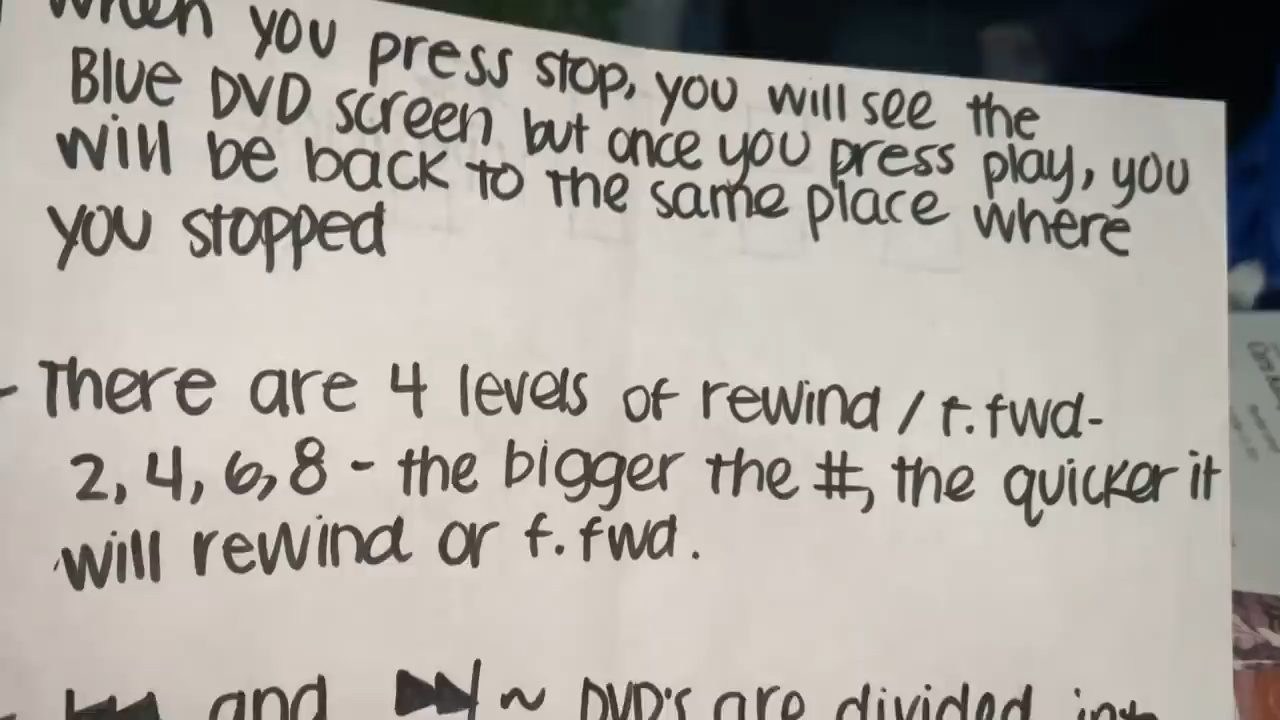 When you press stop, you will see the
Blue DVD screen but once you press play, you
will be back to the same place where
you stopped
- There are 4 levels of rewind / f.fwd-
2, 4, 6, 8 - the bigger the #, the quicker it
will rewind or f.fwd.
⏮ and ⏭ ~ DVD's are divided into